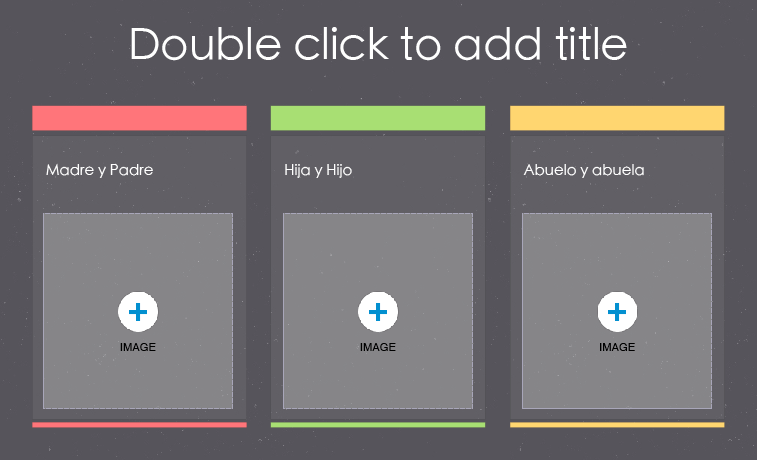 Double click to add title
Madre y Padre
Hija y Hijo
Abuelo y abuela
IMAGE
IMAGE
IMAGE